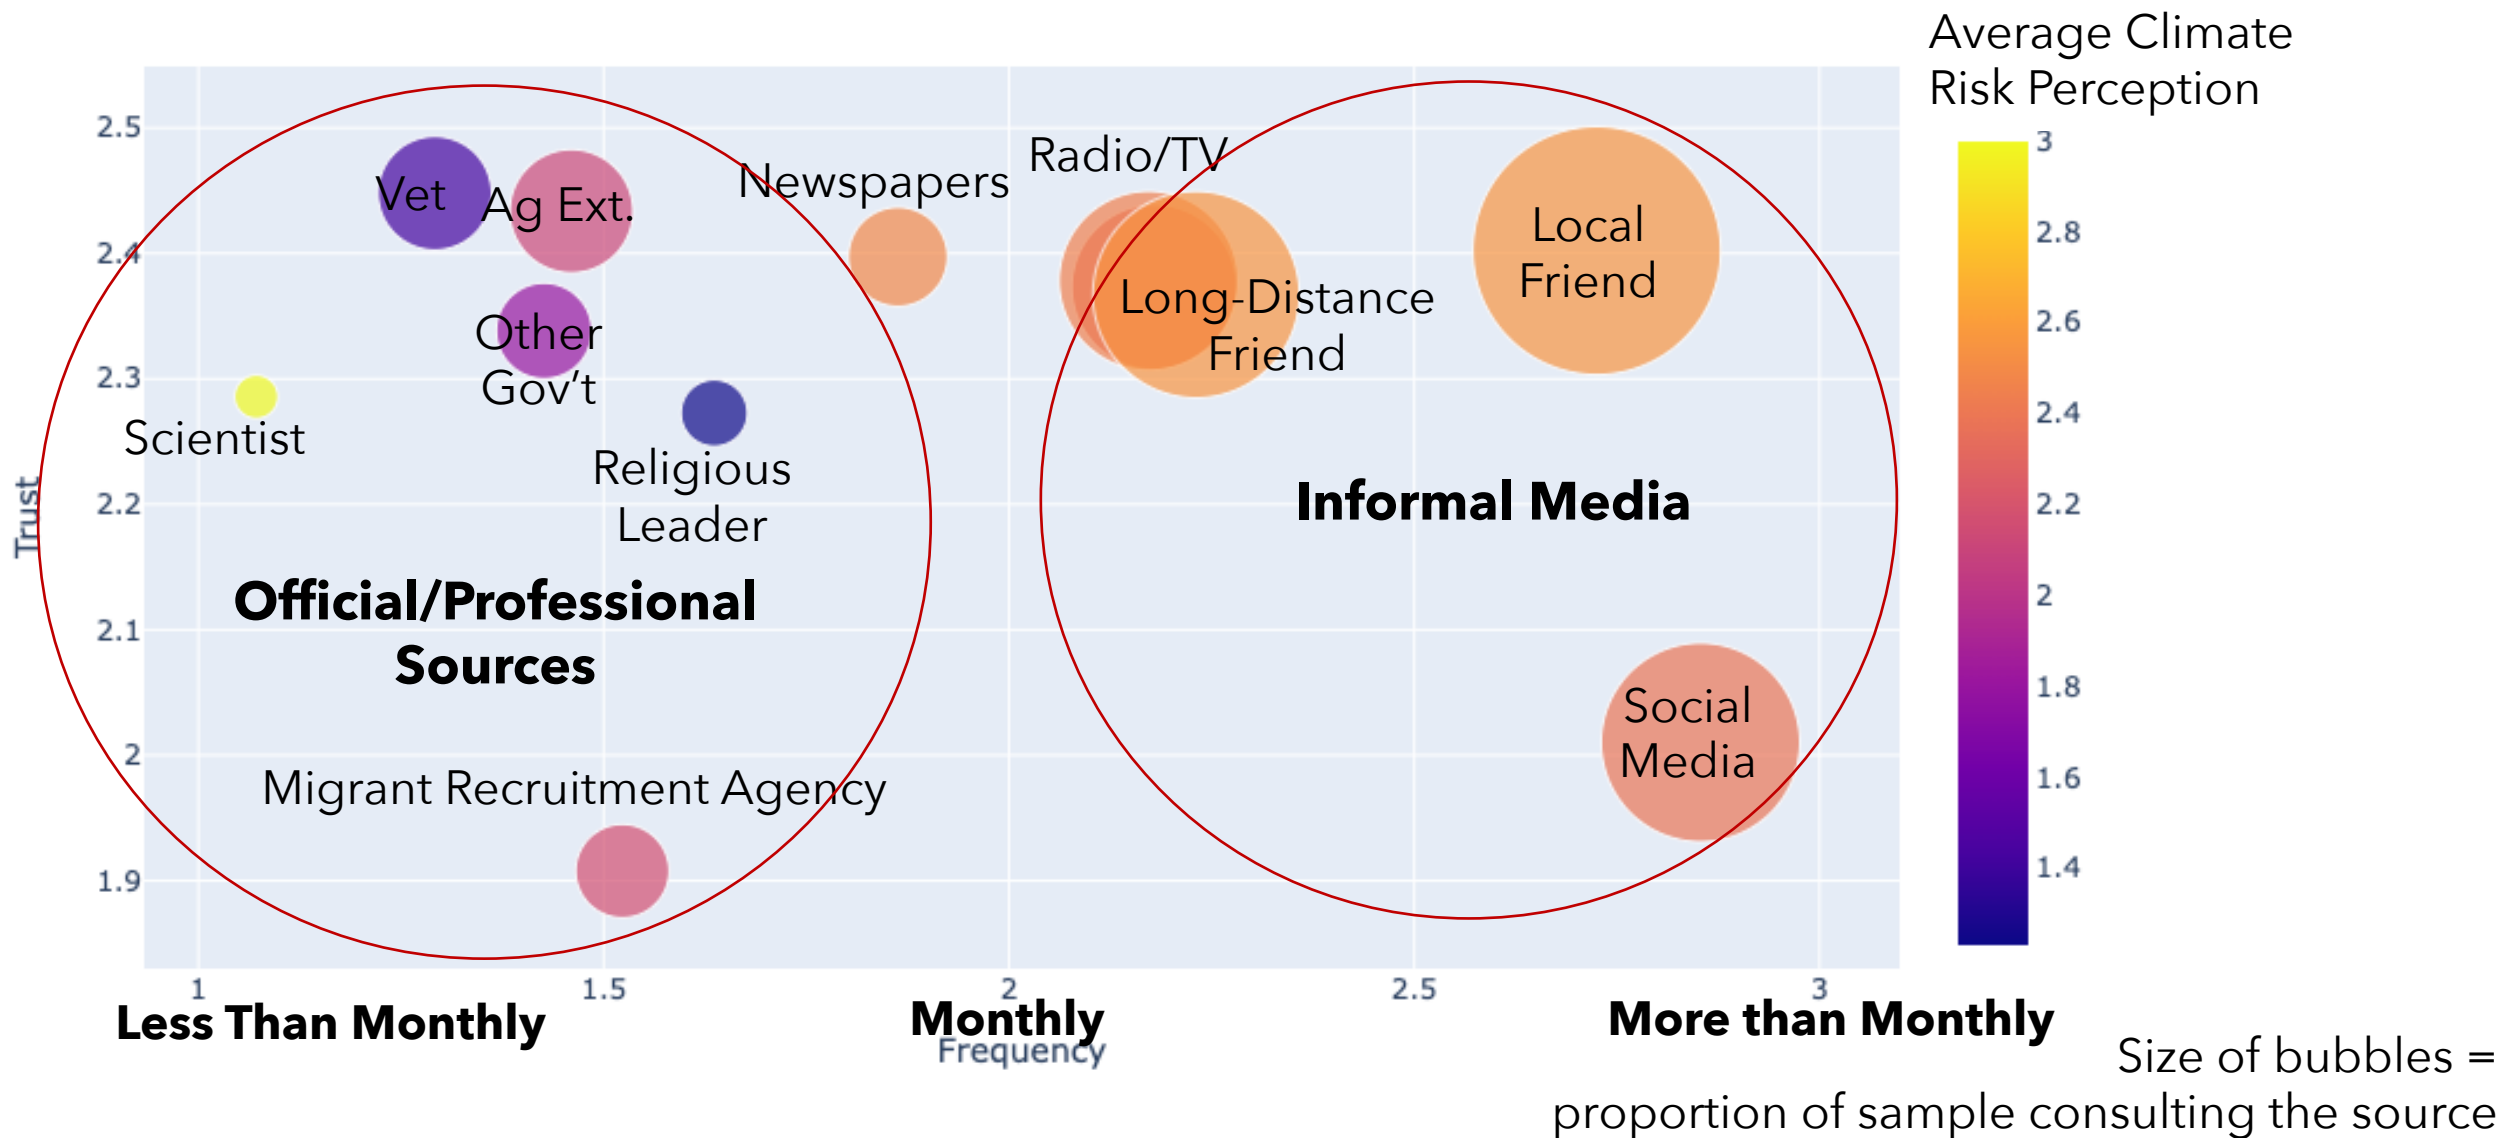 Average Climate
Risk Perception
2.5
2.4
2.3
2.2
2.1
2
1.9
Trust
Vet
Ag Ext.
Newspapers
Radio/TV
Local
Friend
Long-Distance
Friend
Other
Gov't
Scientist
Religious
Leader
Informal Media
Official/Professional
Sources
Social
Media
Migrant Recruitment Agency
3
2.8
2.6
2.4
2.2
2
1.8
1.6
1.4
1
1.5
2
2.5
3
Less Than Monthly
Monthly
More than Monthly
Frequency
Size of bubbles =
proportion of sample consulting the source